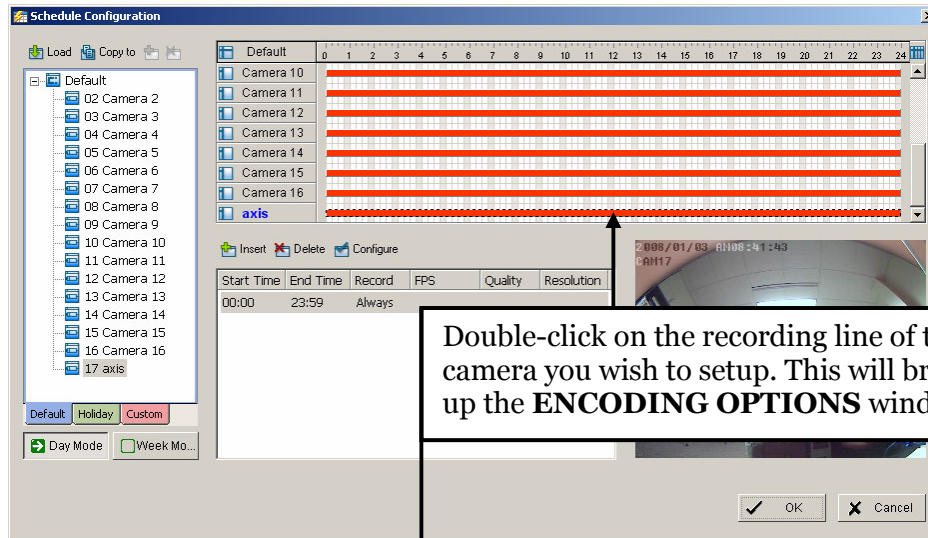 Schedule Configuration
Load Copy to
Default
02 Camera 2
03 Camera 3
04 Camera 4
05 Camera 5
06 Camera 6
07 Camera 7
08 Camera 8
09 Camera 9
10 Camera 10
11 Camera 11
12 Camera 12
13 Camera 13
14 Camera 14
15 Camera 15
16 Camera 16
17 axis
Default Holiday Custom
Day Mode Week Mo...
Default 0 1 2 3 4 5 6 7 8 9 10 11 12 13 14 15 16 17 18 19 20 21 22 23 24
Camera 10
Camera 11
Camera 12
Camera 13
Camera 14
Camera 15
Camera 16
axis
Insert Delete Configure
Start Time End Time Record FPS Quality Resolution
00:00 23:59 Always
2008/01/03 AM08:41:43
CAM17
Double-click on the recording line of t
camera you wish to setup. This will br
up the ENCODING OPTIONS wind
OK Cancel